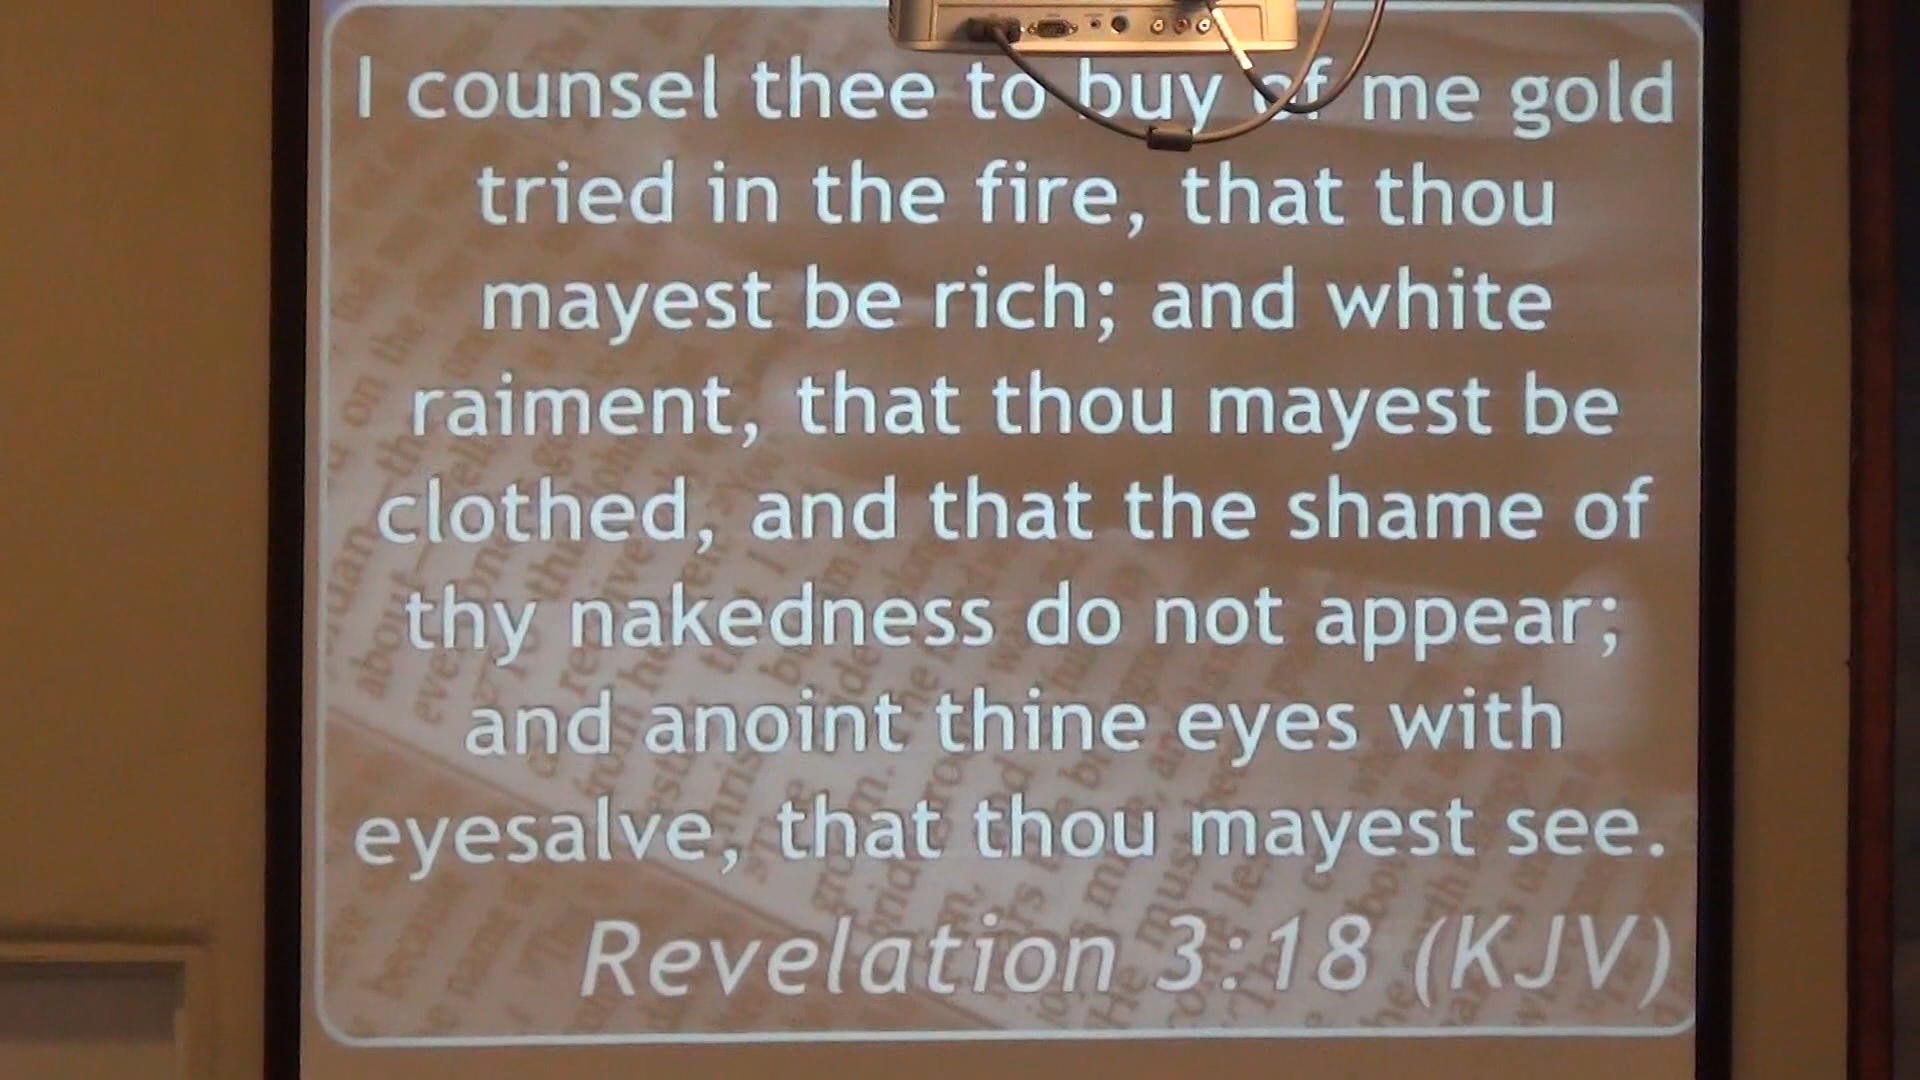 I counsel thee to buy of me gold
tried in the fire, that thou
mayest be rich; and white
raiment, that thou mayest be
clothed, and that the shame of
thy nakedness do not appear;
and anoint thine eyes with
eyesalve, that thou mayest see.
Revelation 3:18 (KJV)